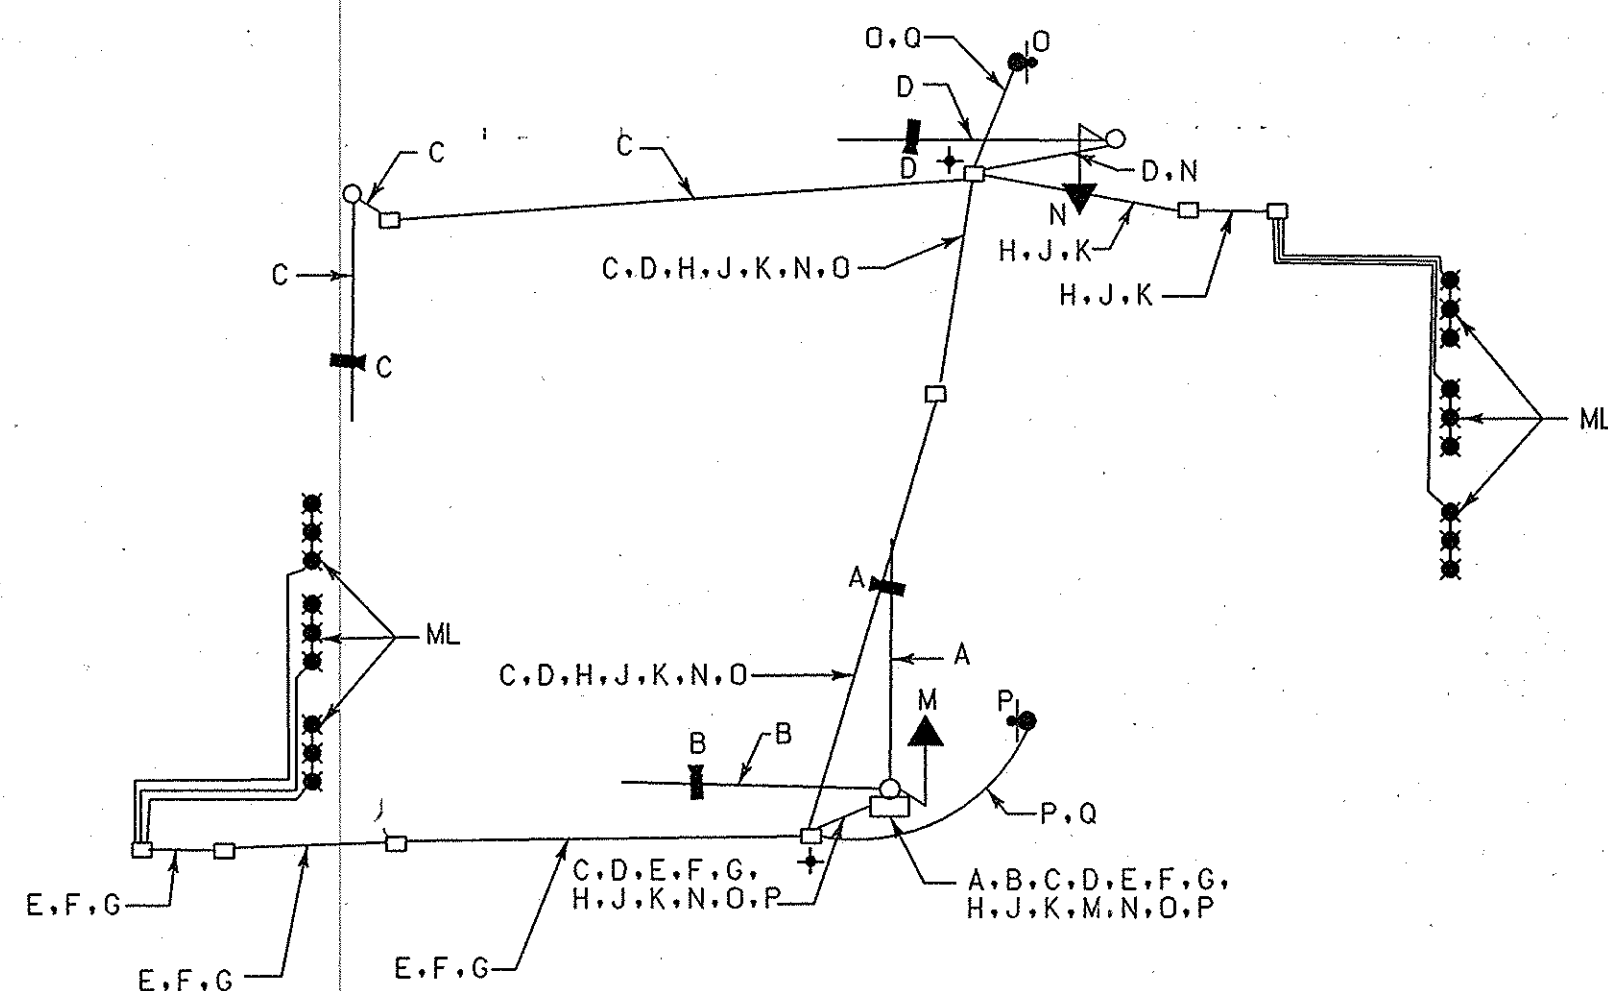 O,Q
O
D
D
D,N
C
C
N
H,J,K
C,D,H,J,K,N,O
C
H,J,K
C
ML
A
ML
A
C,D,H,J,K,N,O
M
P
B
B
P,Q
C,D,E,F,G,
H,J,K,N,O,P
A,B,C,D,E,F,G,
H,J,K,M,N,O,P
E,F,G
E,F,G
E,F,G